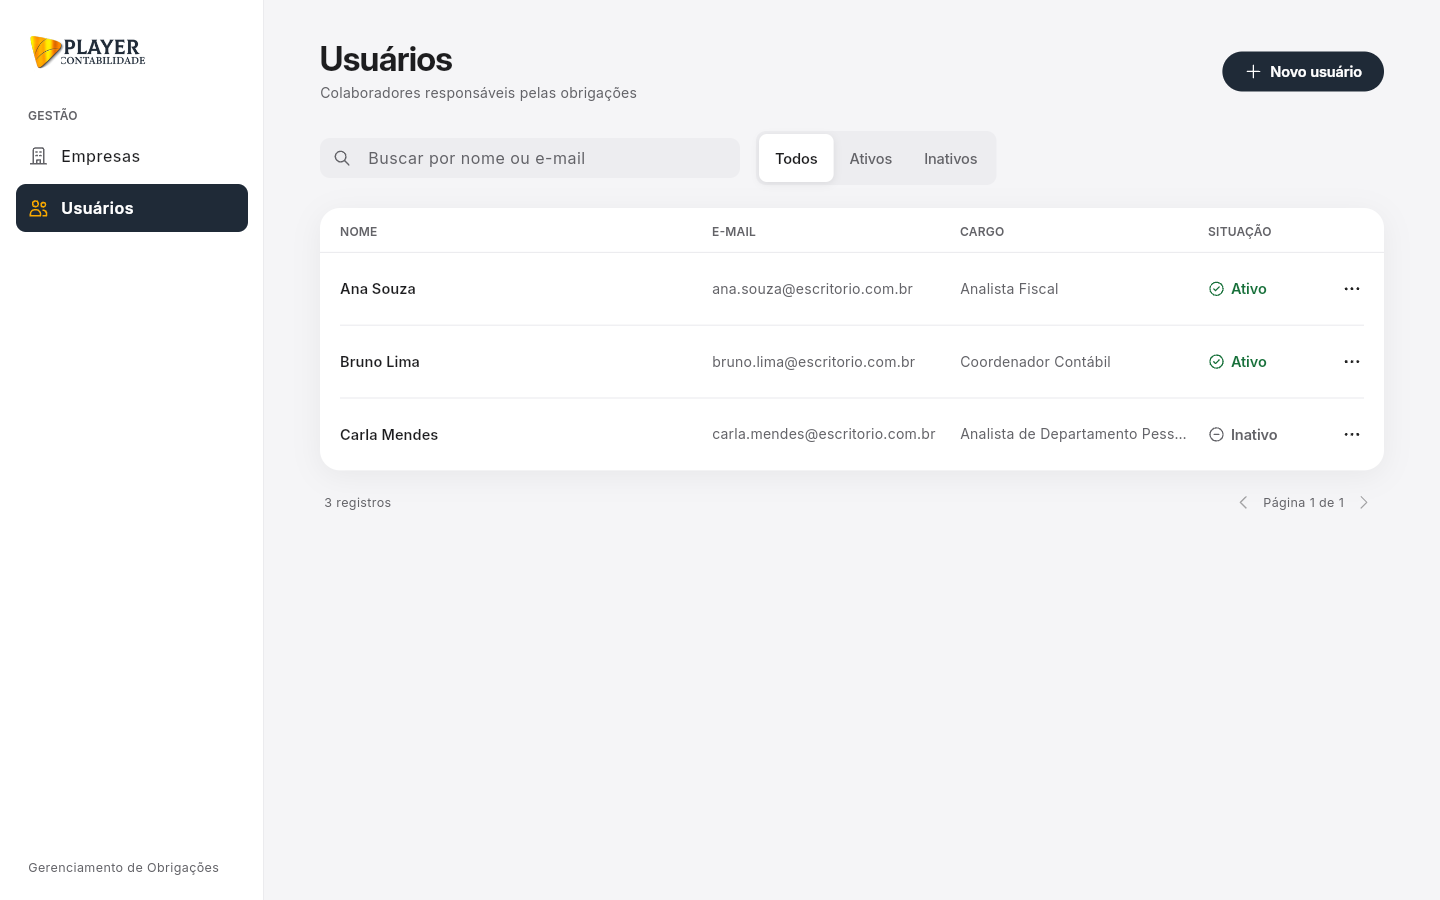 PLAYER
CONTABILIDADE
GESTÃO
Empresas
Usuários
Gerenciamento de Obrigações
Usuários
Colaboradores responsáveis pelas obrigações
Novo usuário
Buscar por nome ou e-mail
Todos Ativos Inativos
NOME E-MAIL CARGO SITUAÇÃO
Ana Souza ana.souza@escritorio.com.br Analista Fiscal Ativo
Bruno Lima bruno.lima@escritorio.com.br Coordenador Contábil Ativo
Carla Mendes carla.mendes@escritorio.com.br Analista de Departamento Pess... Inativo
3 registros Página 1 de 1